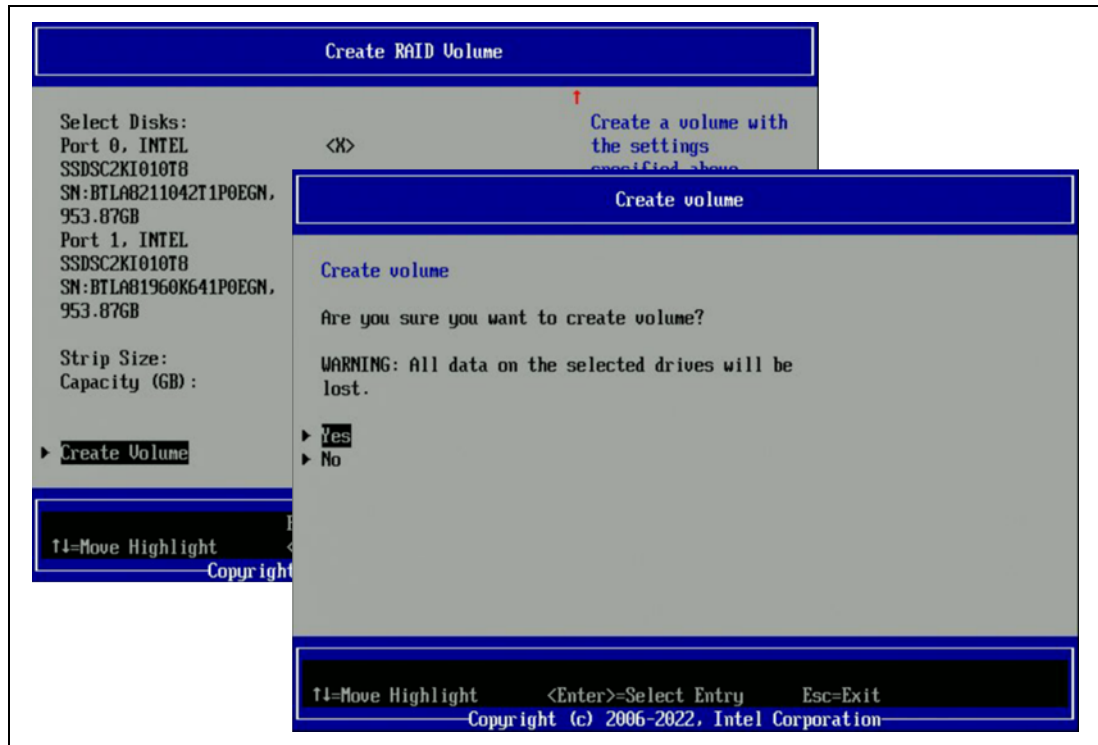 Create RAID Volume
Select Disks:
Port 0, INTEL <X>
SSDSC2KI010T8
SN:BTLA8211042T1P0EGN,
953.87GB
Port 1, INTEL
SSDSC2KI010T8
SN:BTLA81960K641P0EGN,
953.87GB
Strip Size:
Capacity (GB):
Create Volume
↑
Create a volume with
the settings
specified above
↑↓=Move Highlight
Copyright
Create volume
Create volume
Are you sure you want to create volume?
WARNING: All data on the selected drives will be
lost.
Yes
No
↑↓=Move Highlight <Enter>=Select Entry Esc=Exit
Copyright (c) 2006-2022, Intel Corporation